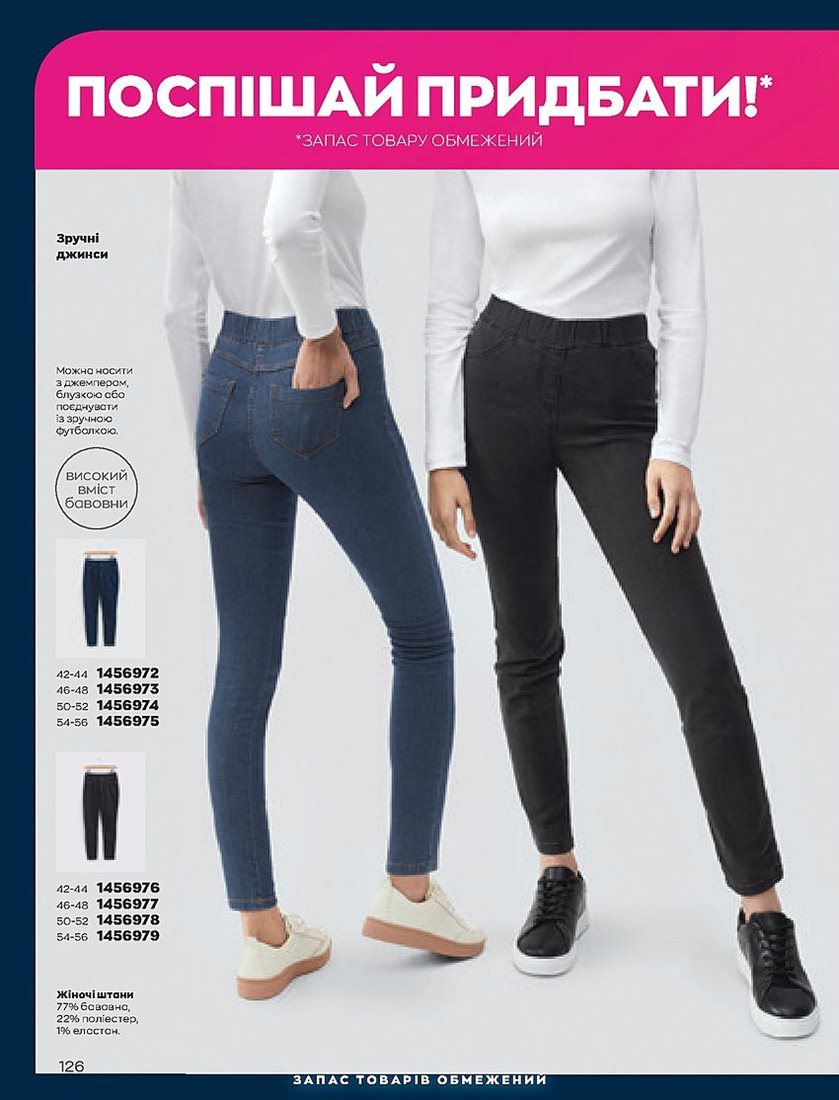 ПОСПІШАЙ ПРИДБАТИ!*
*ЗАПАС ТОВАРУ ОБМЕЖЕНИЙ
Зручні
джинси
Можна носити
з джемпером,
блузкою або
поєднувати
із зручною
футболкою.
ВИСОКИЙ
ВМІСТ
бавовни
42-44 1456972
46-48 1456973
50-52 1456974
54-56 1456975
42-44 1456976
46-48 1456977
50-52 1456978
54-56 1456979
Жіночі штани
77% бавовна,
22% поліестер,
1% еластан.
126
ЗАПАС ТОВАРІВ ОБМЕЖЕНИЙ